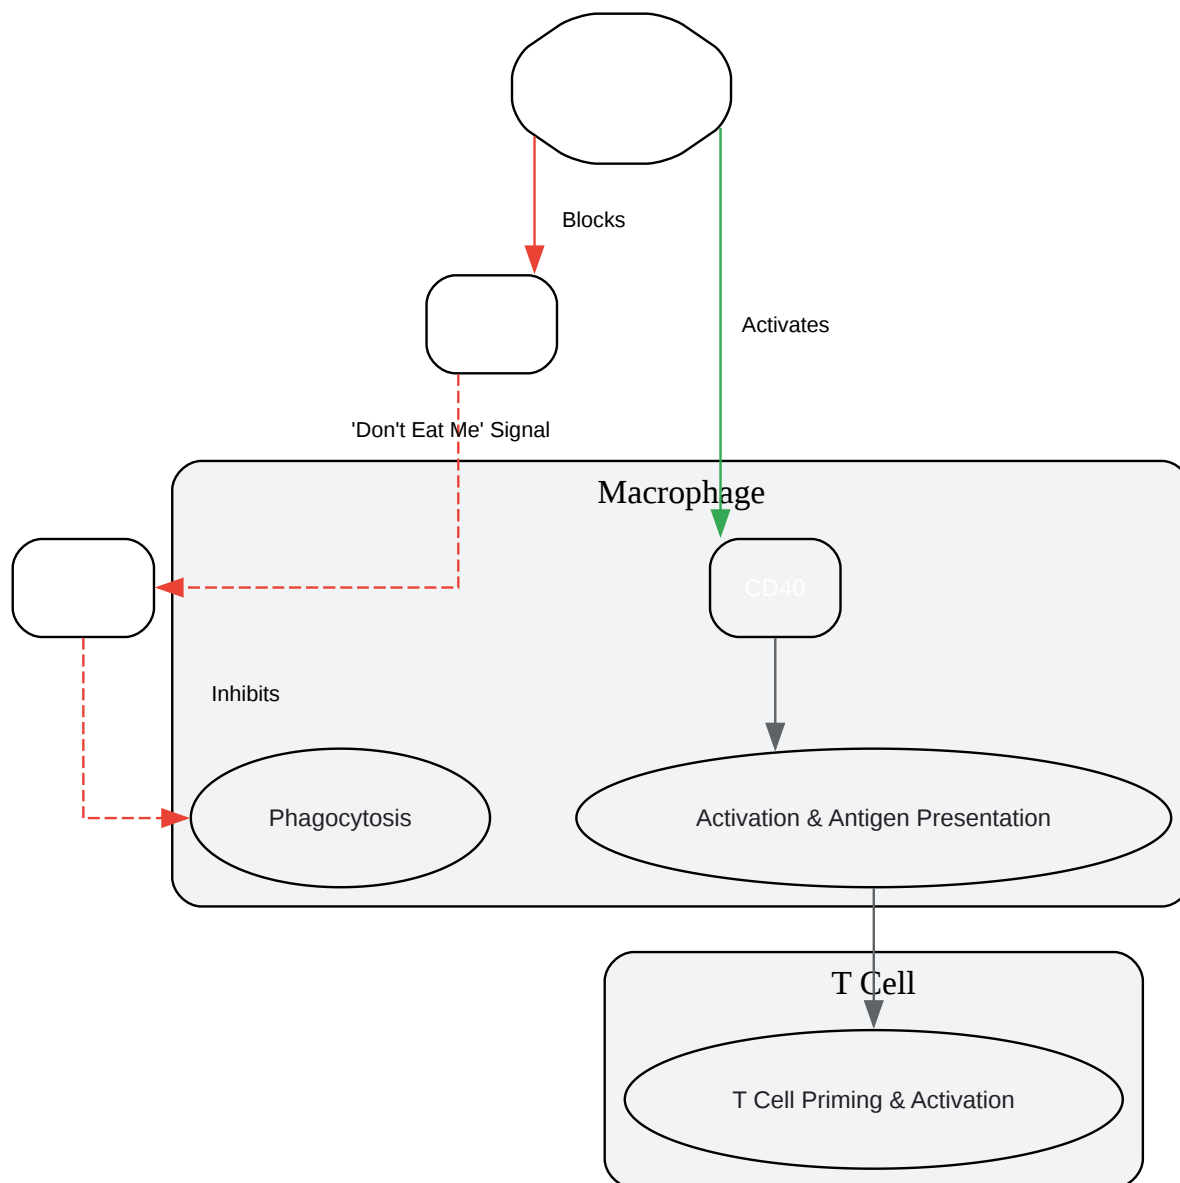 Blocks
Activates
'Don't Eat Me' Signal
Macrophage
CD40
Inhibits
Phagocytosis
Activation & Antigen Presentation
T Cell
T Cell Priming & Activation